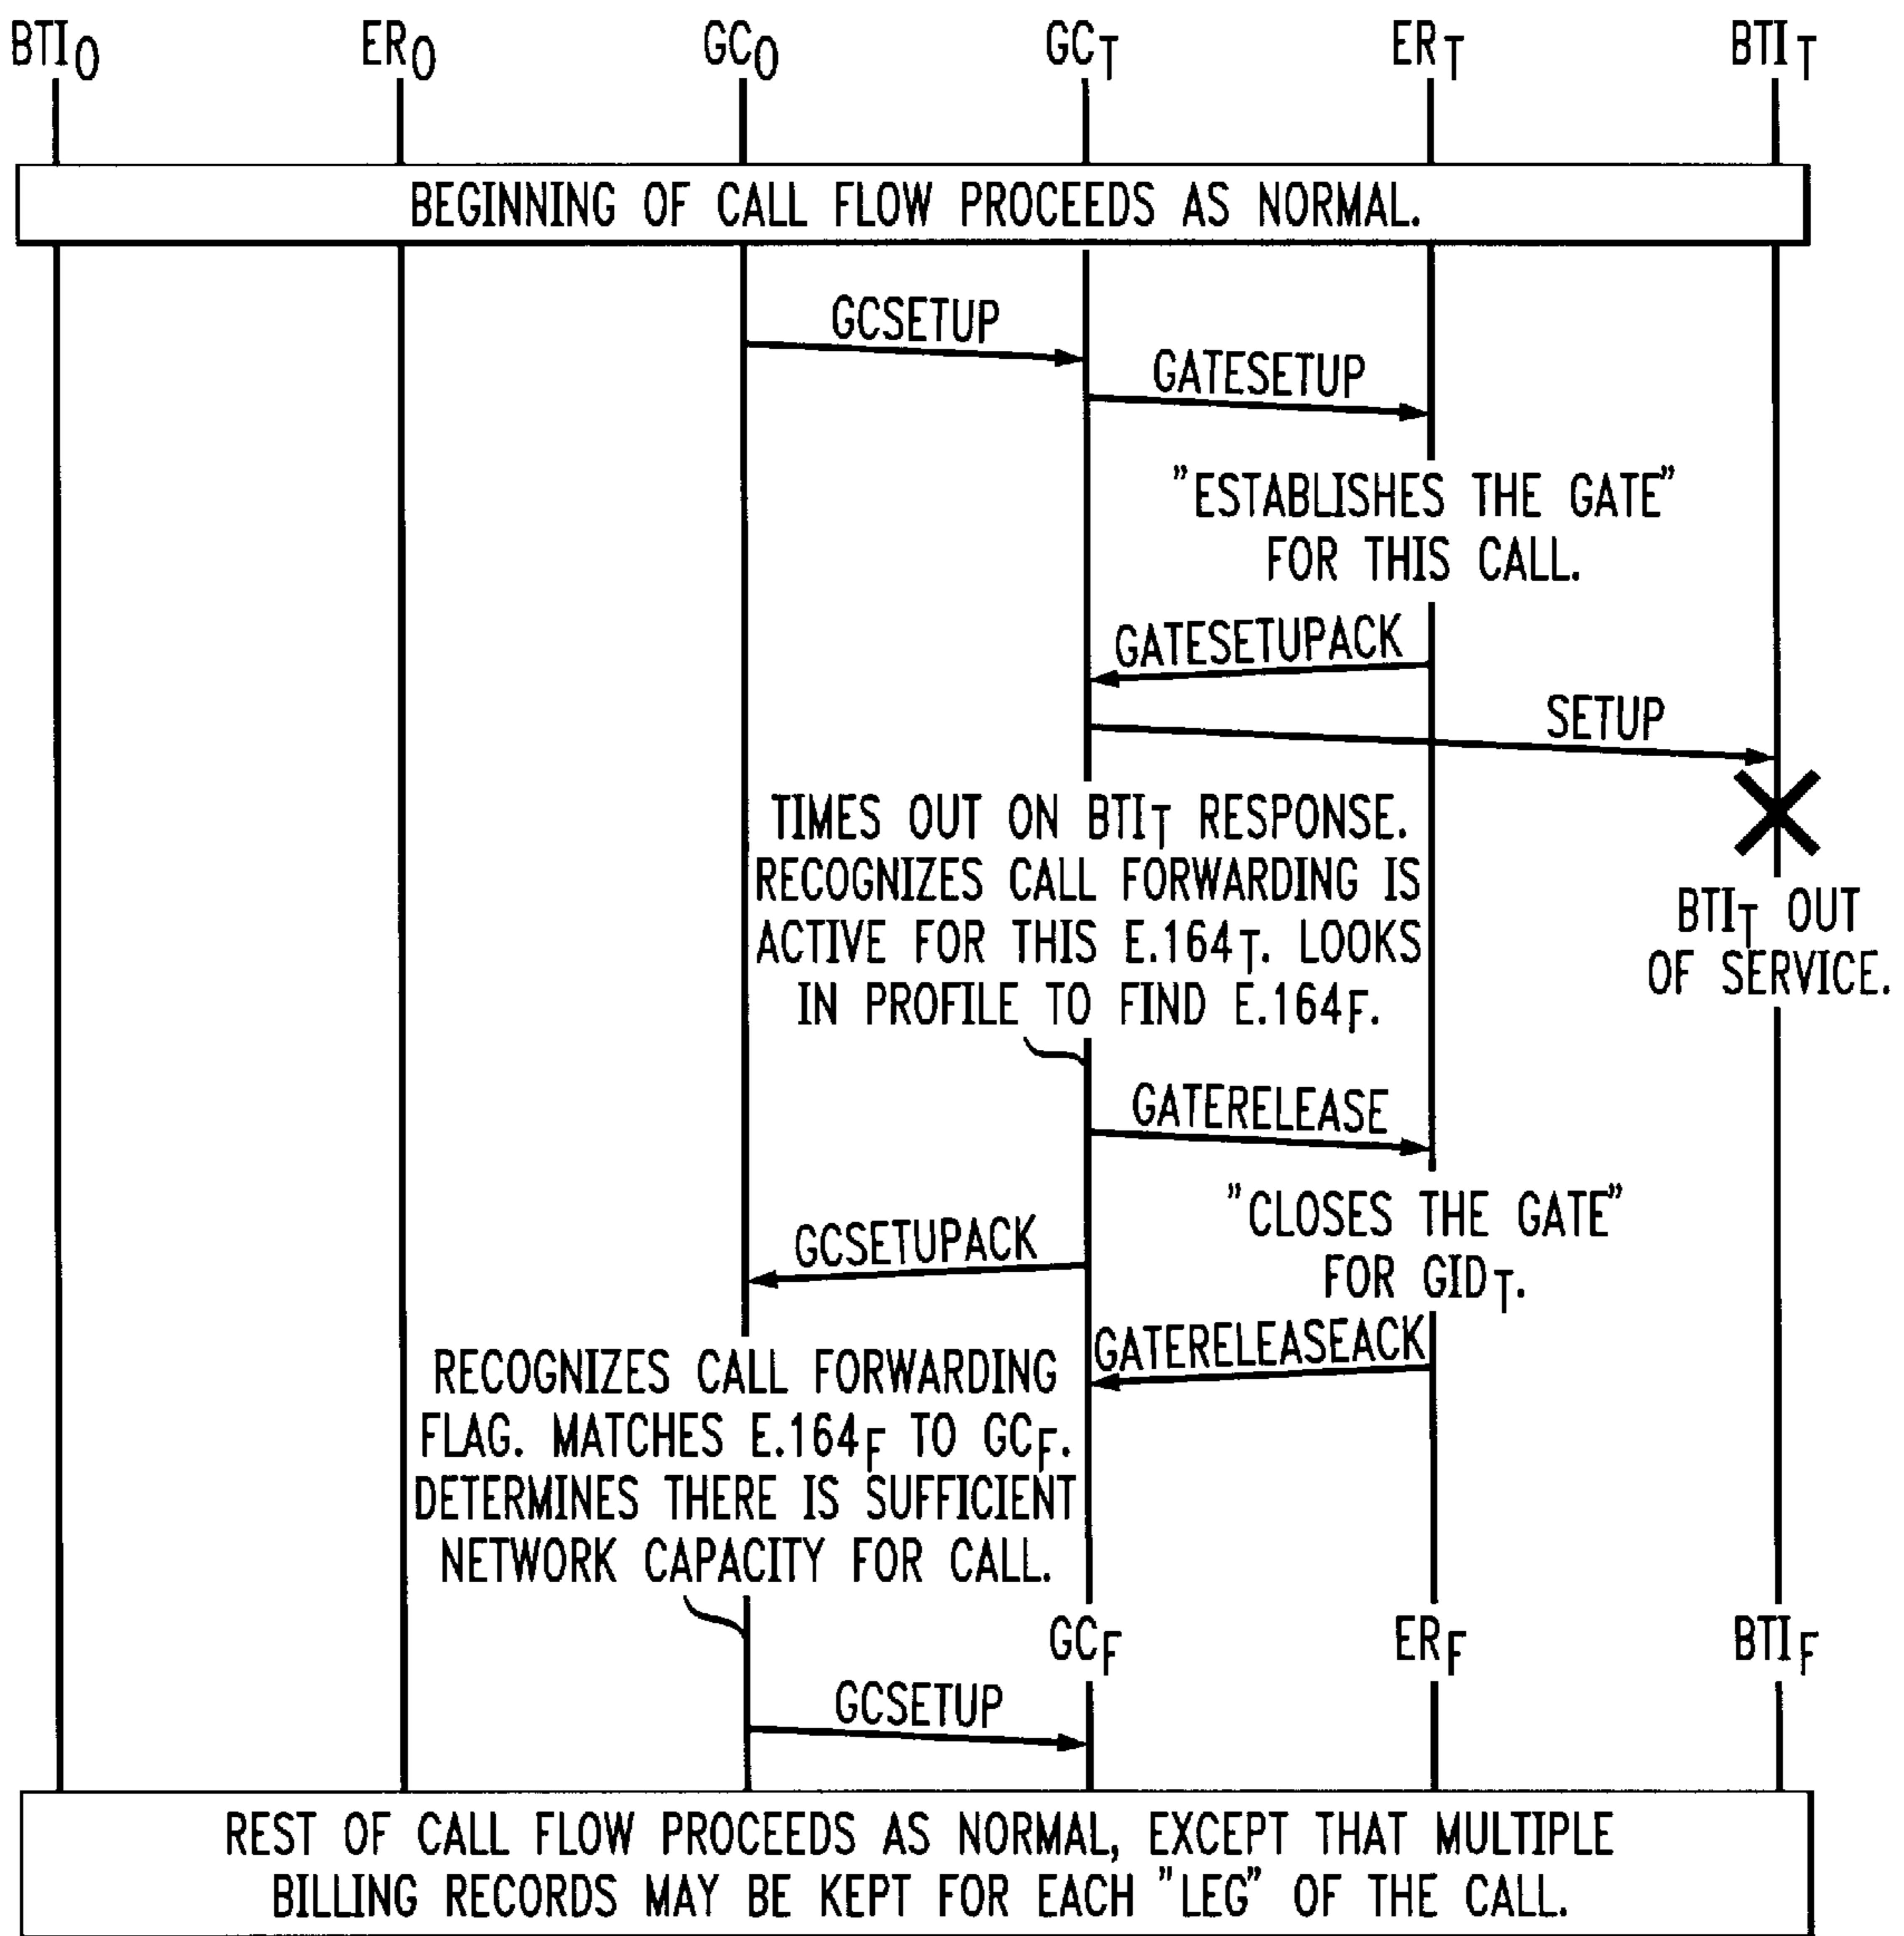 BTIO ERO GCO GCT ERT BTIT
BEGINNING OF CALL FLOW PROCEEDS AS NORMAL.
GCSETUP
GATESETUP
"ESTABLISHES THE GATE"
FOR THIS CALL.
GATESETUPACK
SETUP
TIMES OUT ON BTIT RESPONSE.
RECOGNIZES CALL FORWARDING IS
ACTIVE FOR THIS E.164T. LOOKS
IN PROFILE TO FIND E.164F.
BTIT OUT
OF SERVICE.
GATERELEASE
"CLOSES THE GATE"
FOR GIDT.
GCSETUPACK
GATERELEASEACK
RECOGNIZES CALL FORWARDING
FLAG. MATCHES E.164F TO GCF.
DETERMINES THERE IS SUFFICIENT
NETWORK CAPACITY FOR CALL.
GCF ERF BTIF
GCSETUP
REST OF CALL FLOW PROCEEDS AS NORMAL, EXCEPT THAT MULTIPLE
BILLING RECORDS MAY BE KEPT FOR EACH "LEG" OF THE CALL.